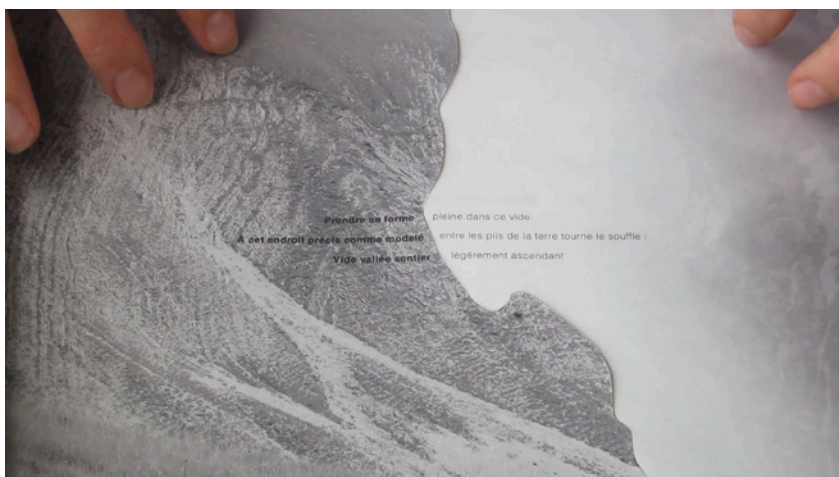 Prendre sa forme pleine dans ce vide
À cet endroit précis comme modelé entre les plis de la terre tourne le souffle :
Vide vallée sentier légèrement ascendant